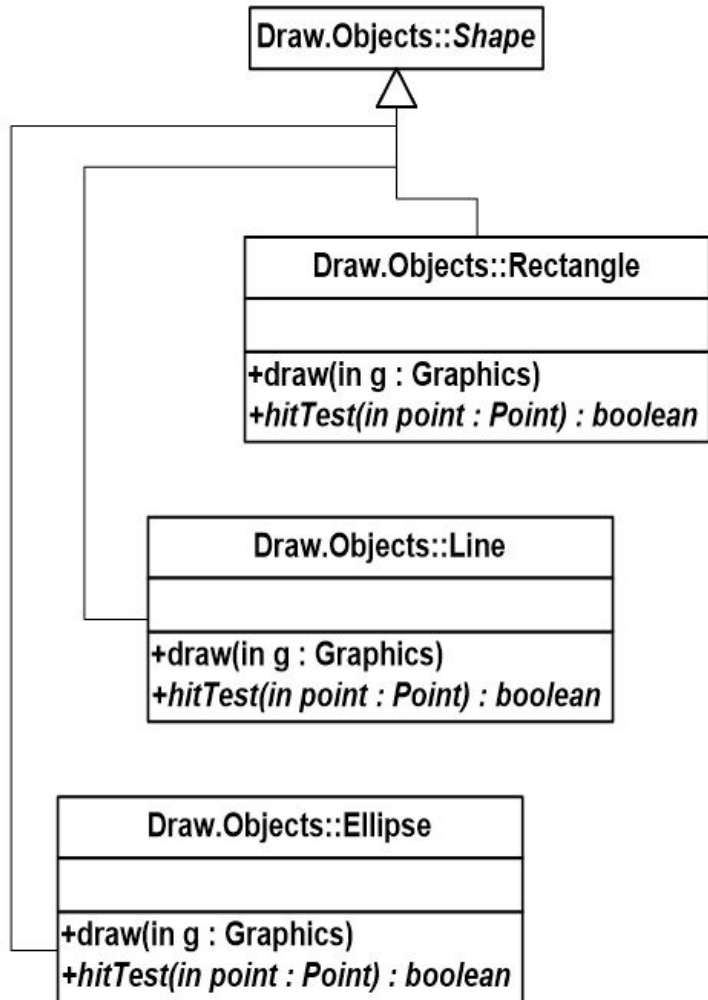 Draw.Objects::Shape
Draw.Objects::Rectangle
+draw(in g : Graphics)
+hitTest(in point : Point) : boolean
Draw.Objects::Line
+draw(in g : Graphics)
+hitTest(in point : Point) : boolean
Draw.Objects::Ellipse
+draw(in g : Graphics)
+hitTest(in point : Point) : boolean